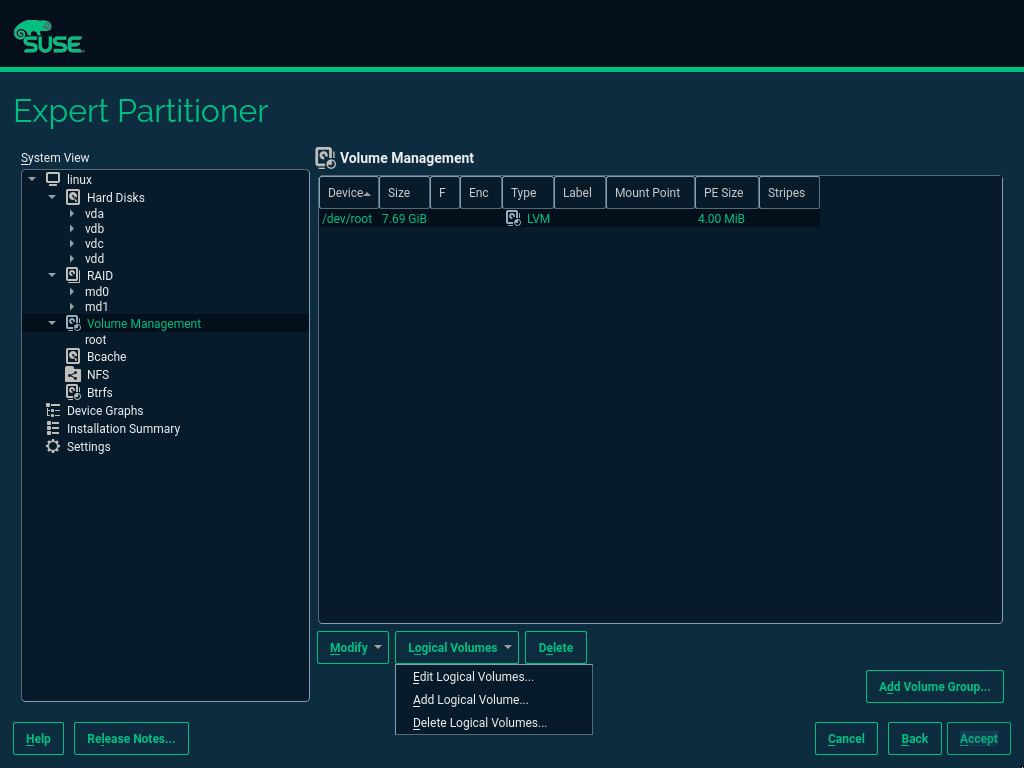 SUSE
Expert Partitioner
System View
linux
Hard Disks
vda
vdb
vdc
vdd
RAID
md0
md1
Volume Management
root
Bcache
NFS
Btrfs
Device Graphs
Installation Summary
Settings
Volume Management
Device Size F Enc Type Label Mount Point PE Size Stripes
/dev/root 7.69 GiB LVM 4.00 MiB
Modify Logical Volumes Delete
Edit Logical Volumes...
Add Logical Volume...
Delete Logical Volumes...
Add Volume Group...
Help Release Notes... Cancel Back Accept